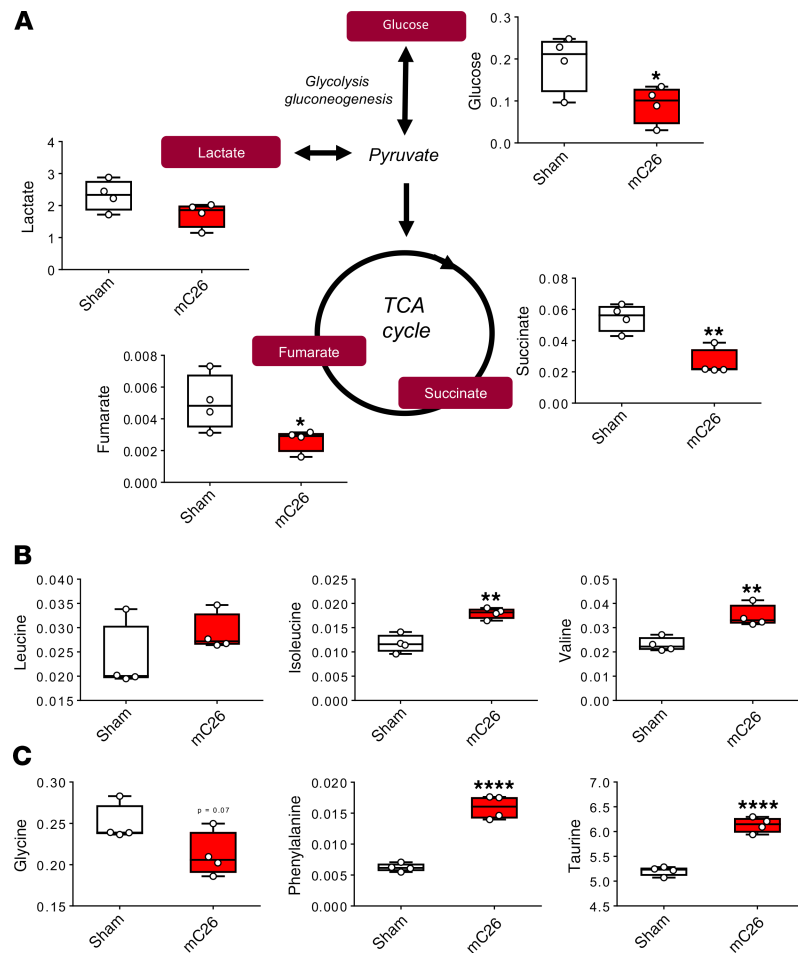 A
Glucose
Glycolysis
gluconeogenesis
Pyruvate
Lactate
TCA
cycle
Fumarate
Succinate
Glucose
0.3
0.2
0.1
0.0
*
Sham
mC26
Lactate
4
3
2
1
0
Sham
mC26
Succinate
0.08
0.06
0.04
0.02
0.00
**
Sham
mC26
Fumarate
0.008
0.006
0.004
0.002
0.000
*
Sham
mC26
B
Leucine
0.040
0.035
0.030
0.025
0.020
0.015
Sham
mC26
Isoleucine
0.025
0.020
0.015
0.010
0.005
0.000
**
Sham
mC26
Valine
0.05
0.04
0.03
0.02
0.01
0.00
**
Sham
mC26
C
Glycine
0.30
0.25
0.20
0.15
p = 0.07
Sham
mC26
Phenylalanine
0.020
0.015
0.010
0.005
0.000
****
Sham
mC26
Taurine
7.0
6.5
6.0
5.5
5.0
4.5
****
Sham
mC26